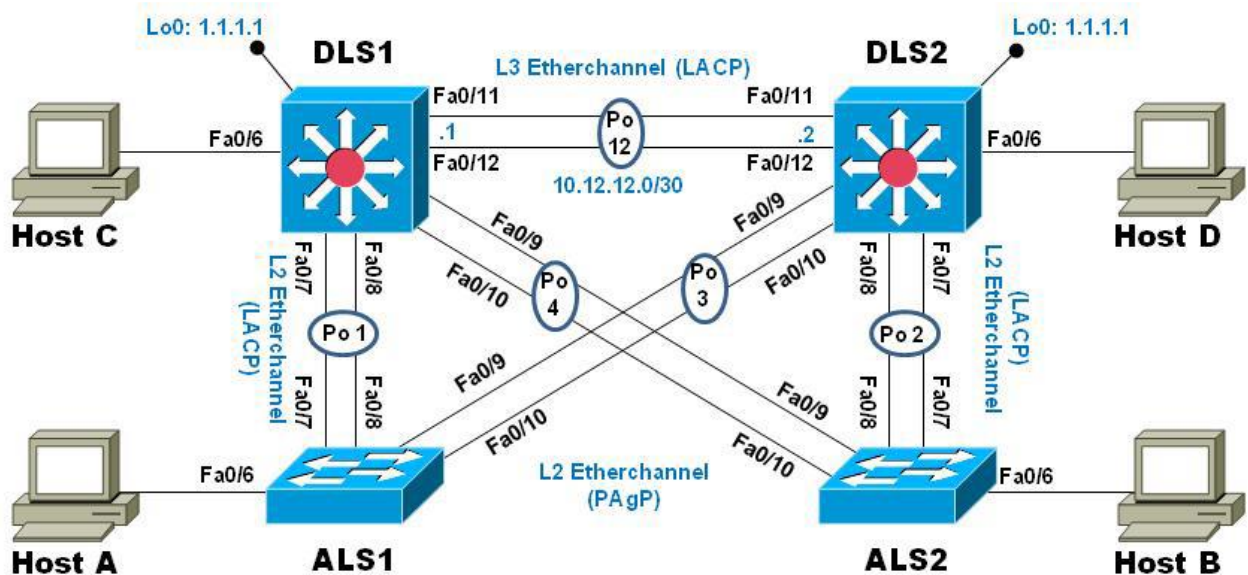 Lo0: 1.1.1.1
Lo0: 1.1.1.1
DLS1
DLS2
L3 Etherchannel (LACP)
Fa0/11
Fa0/11
Fa0/6
.1
Po
12
.2
Fa0/6
Fa0/12
Fa0/12
10.12.12.0/30
Host C
Host D
Fa0/7
Fa0/8
Fa0/9
Fa0/10
Fa0/9
Fa0/10
Fa0/8
Fa0/7
L2 Etherchannel
(LACP)
Po 1
Po
4
Po
3
Po 2
L2 Etherchannel
(LACP)
Fa0/7
Fa0/8
Fa0/9
Fa0/10
Fa0/9
Fa0/10
Fa0/8
Fa0/7
Fa0/6
L2 Etherchannel
(PAgP)
Fa0/6
Host A
ALS1
ALS2
Host B